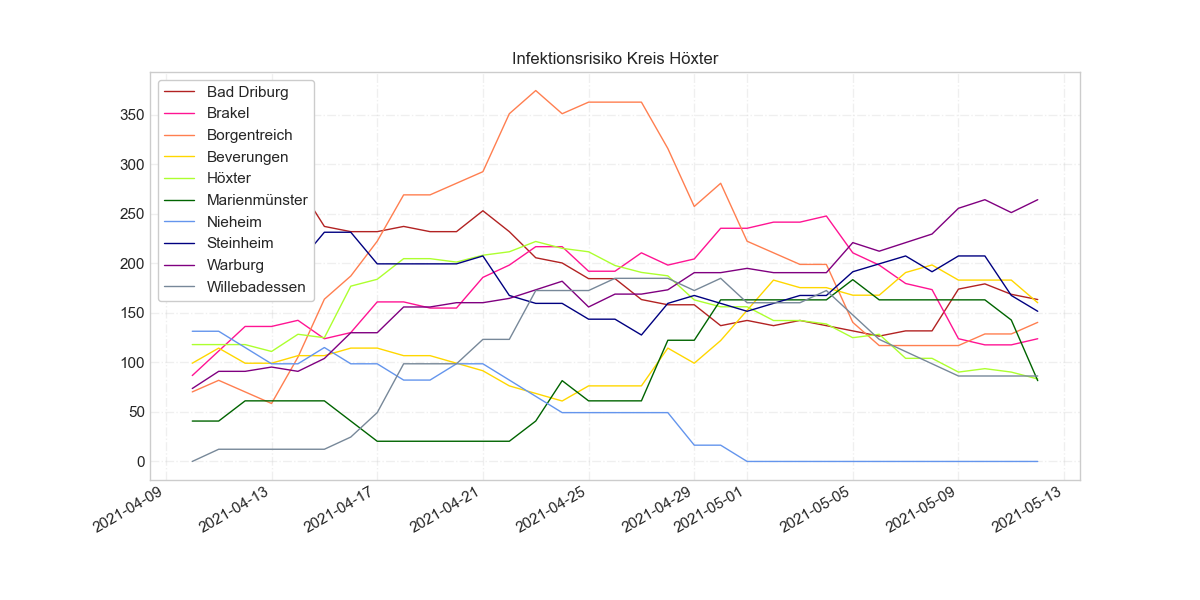 Infektionsrisiko Kreis Höxter
Bad Driburg
Brakel
Borgentreich
Beverungen
Höxter
Marienmünster
Nieheim
Steinheim
Warburg
Willebadessen
350
300
250
200
150
100
50
0
2021-04-09
2021-04-13
2021-04-17
2021-04-21
2021-04-25
2021-04-29
2021-05-01
2021-05-05
2021-05-09
2021-05-13